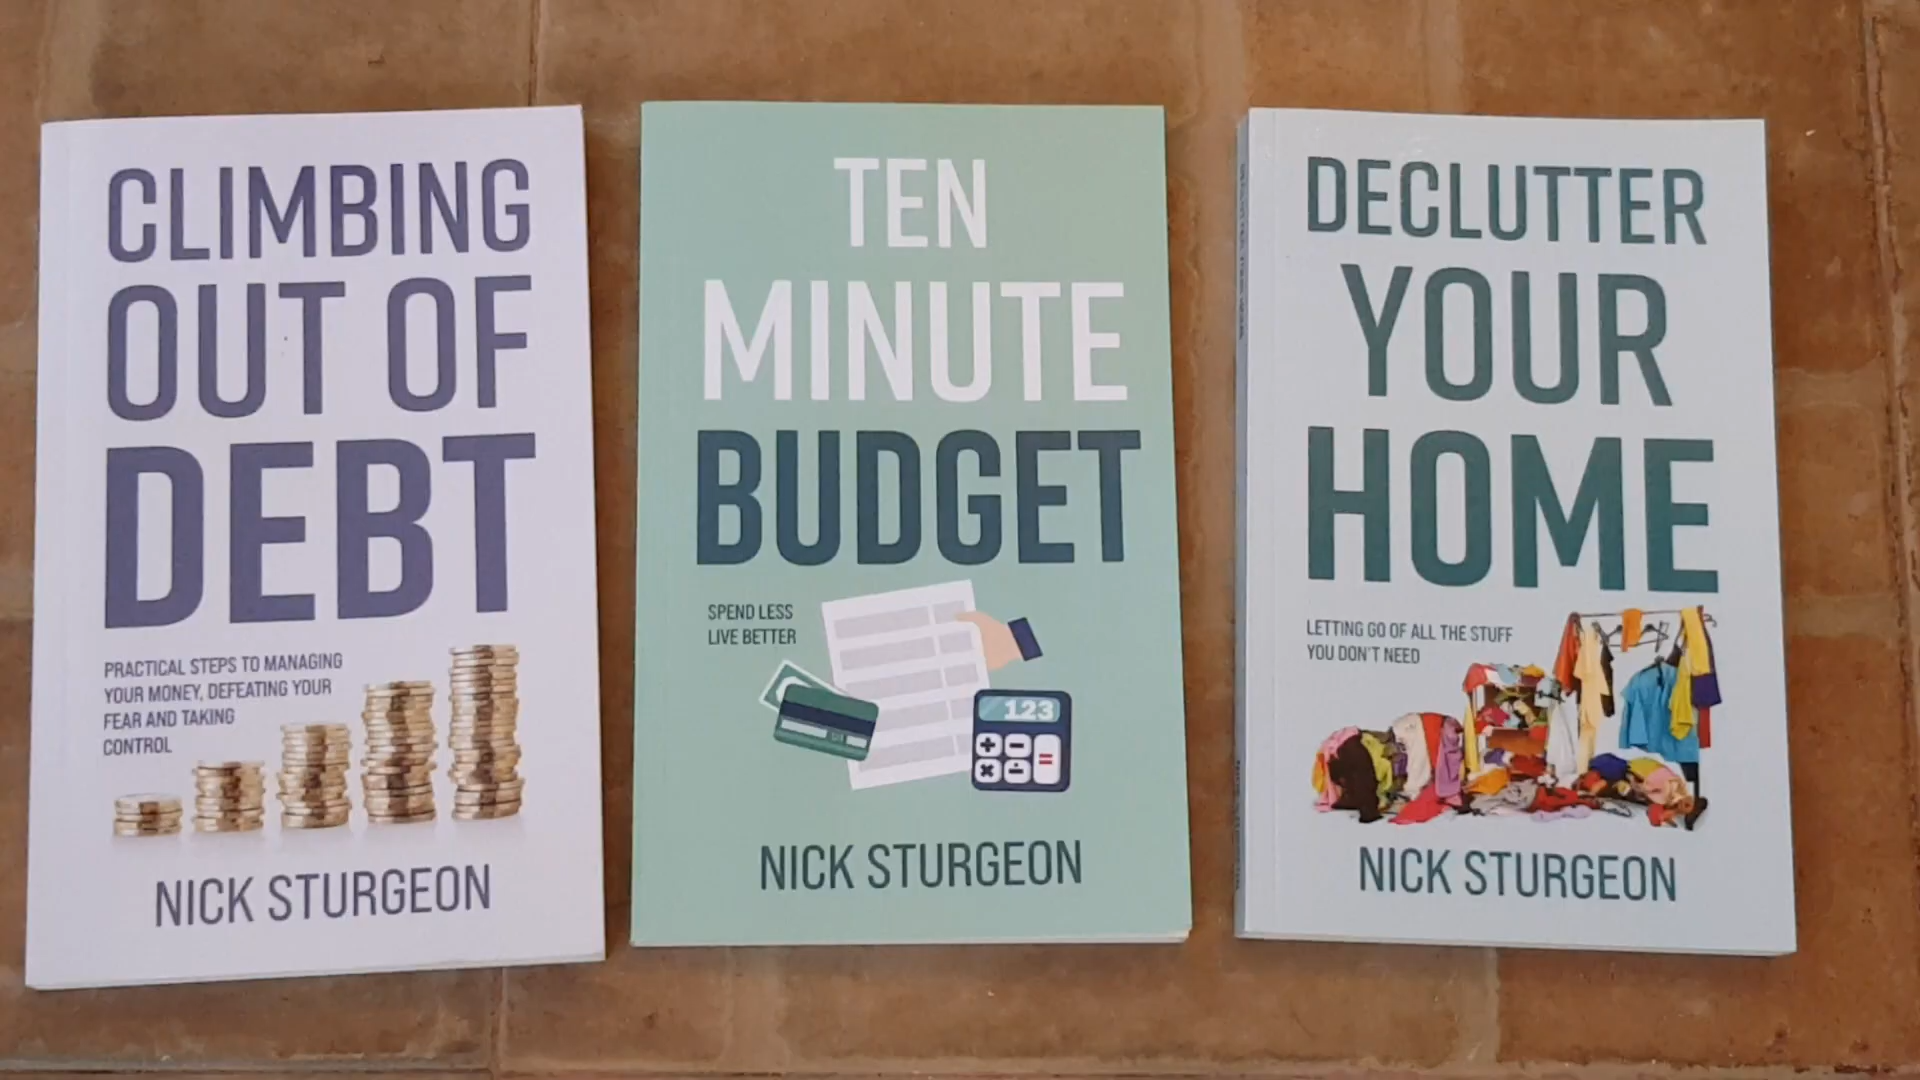 CLIMBING
OUT OF
DEBT
PRACTICAL STEPS TO MANAGING
YOUR MONEY, DEFEATING YOUR
FEAR AND TAKING
CONTROL
NICK STURGEON
TEN
MINUTE
BUDGET
SPEND LESS
LIVE BETTER
123
+ −
× ÷ =
NICK STURGEON
DECLUTTER
YOUR
HOME
LETTING GO OF ALL THE STUFF
YOU DON'T NEED
NICK STURGEON